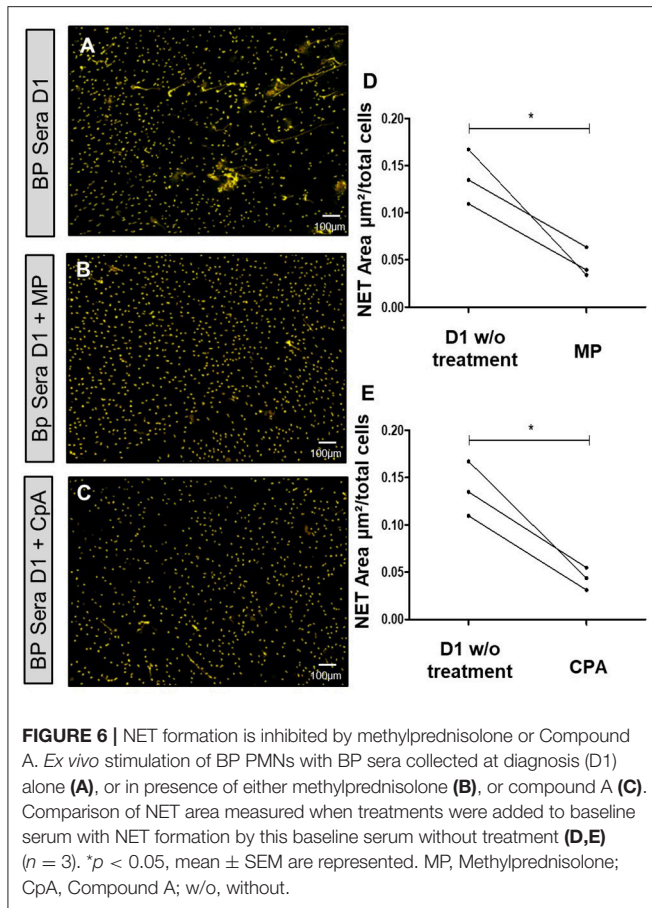 BP Sera D1
A
100µm
Bp Sera D1 + MP
B
100µm
BP Sera D1 + CpA
C
100µm
D
NET Area µm²/total cells
0.20
0.15
0.10
0.05
0.00
*
D1 w/o
treatment
MP
E
NET Area µm²/total cells
0.20
0.15
0.10
0.05
0.00
*
D1 w/o
treatment
CPA
FIGURE 6 | NET formation is inhibited by methylprednisolone or Compound
A. Ex vivo stimulation of BP PMNs with BP sera collected at diagnosis (D1)
alone (A), or in presence of either methylprednisolone (B), or compound A (C).
Comparison of NET area measured when treatments were added to baseline
serum with NET formation by this baseline serum without treatment (D,E)
(n = 3). *p < 0.05, mean ± SEM are represented. MP, Methylprednisolone;
CpA, Compound A; w/o, without.